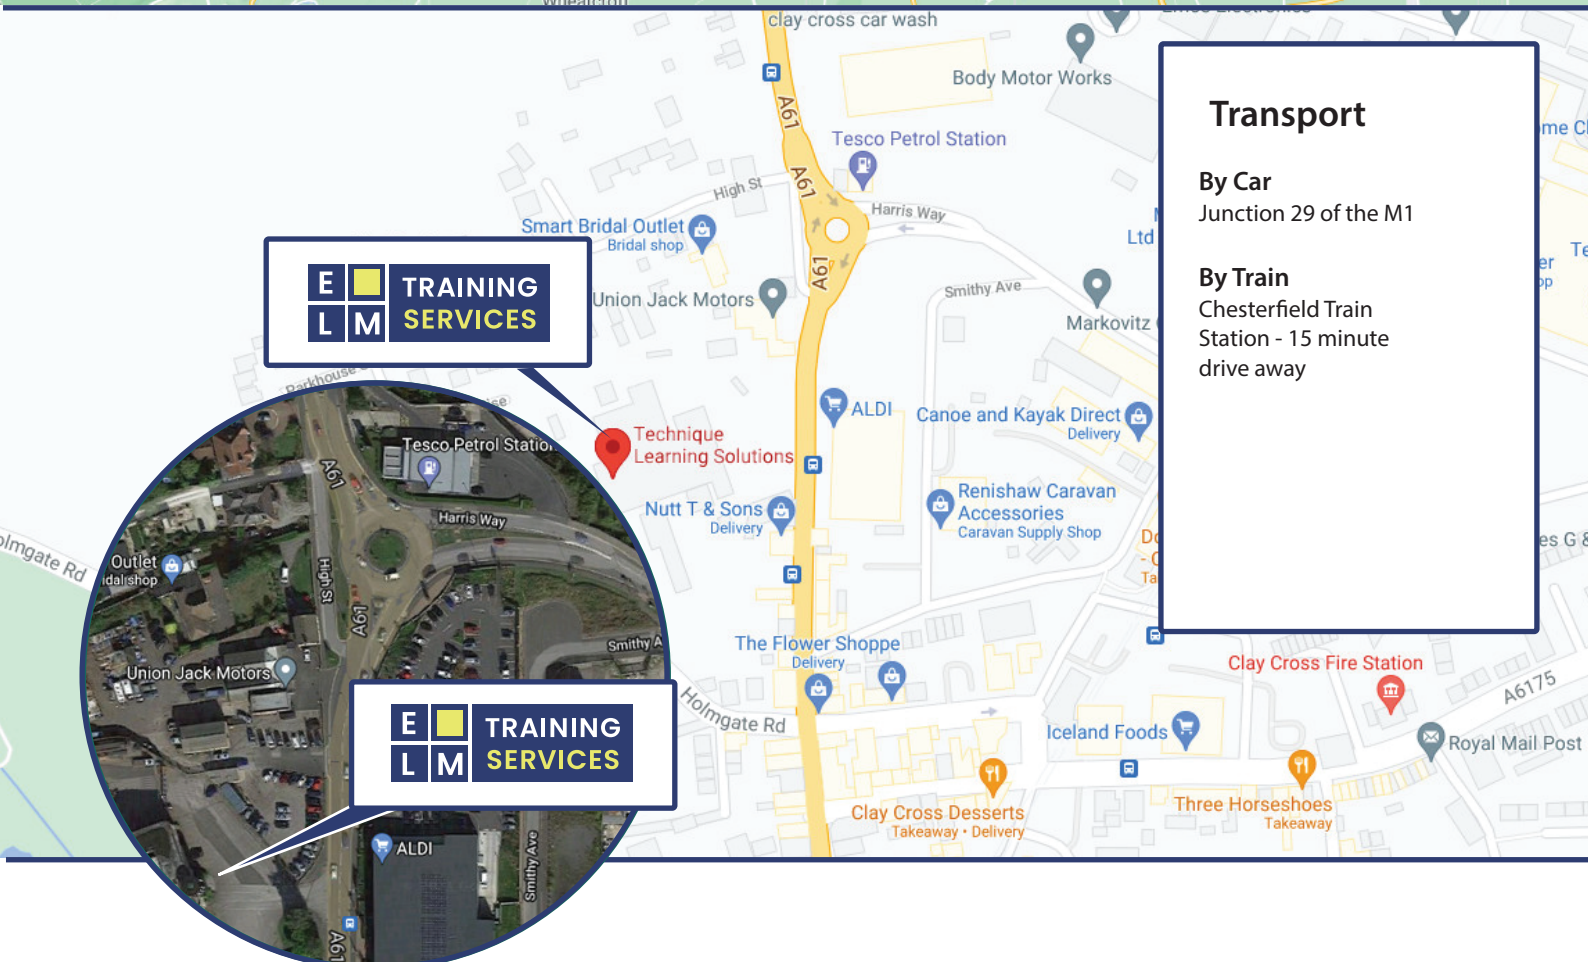 Wheatcroft
clay cross car wash
Body Motor Works
A61
Tesco Petrol Station
A61
High St
Harris Way
Smart Bridal Outlet
Bridal shop
A61
Ltd
Union Jack Motors
Smithy Ave
Markovitz
E
L M
TRAINING
SERVICES
Transport
By Car
Junction 29 of the M1
By Train
Chesterfield Train
Station - 15 minute
drive away
Parkhouse
ALDI
Canoe and Kayak Direct
Delivery
Technique
Learning Solutions
Nutt T & Sons
Delivery
Renishaw Caravan
Accessories
Caravan Supply Shop
Holmgate Rd
The Flower Shoppe
Delivery
Clay Cross Fire Station
A6175
Iceland Foods
Royal Mail Post
Clay Cross Desserts
Takeaway • Delivery
Three Horseshoes
Takeaway
olmgate Rd
Tesco Petrol Station
A61
Harris Way
Outlet
idal shop
High St
A61
Smithy A
Union Jack Motors
E
L M
TRAINING
SERVICES
ALDI
Smithy Ave
A61